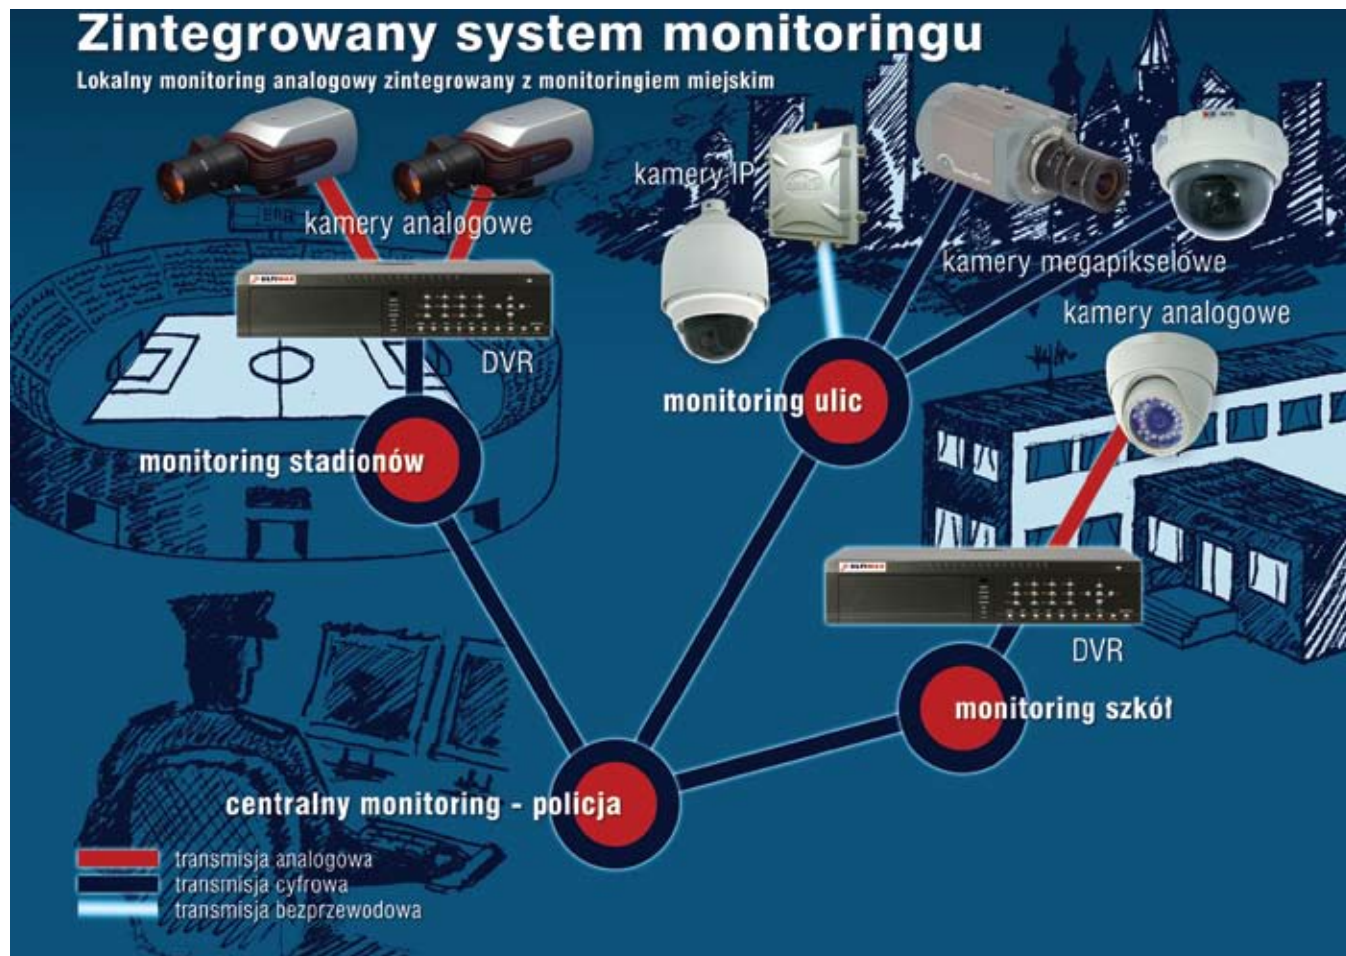 Zintegrowany system monitoringu
Lokalny monitoring analogowy zintegrowany z monitoringiem miejskim
kamery IP
kamery analogowe
kamery megapikselowe
kamery analogowe
DVR
monitoring ulic
monitoring stadionów
DVR
monitoring szkół
centralny monitoring - policja
transmisja analogowa
transmisja cyfrowa
transmisja bezprzewodowa